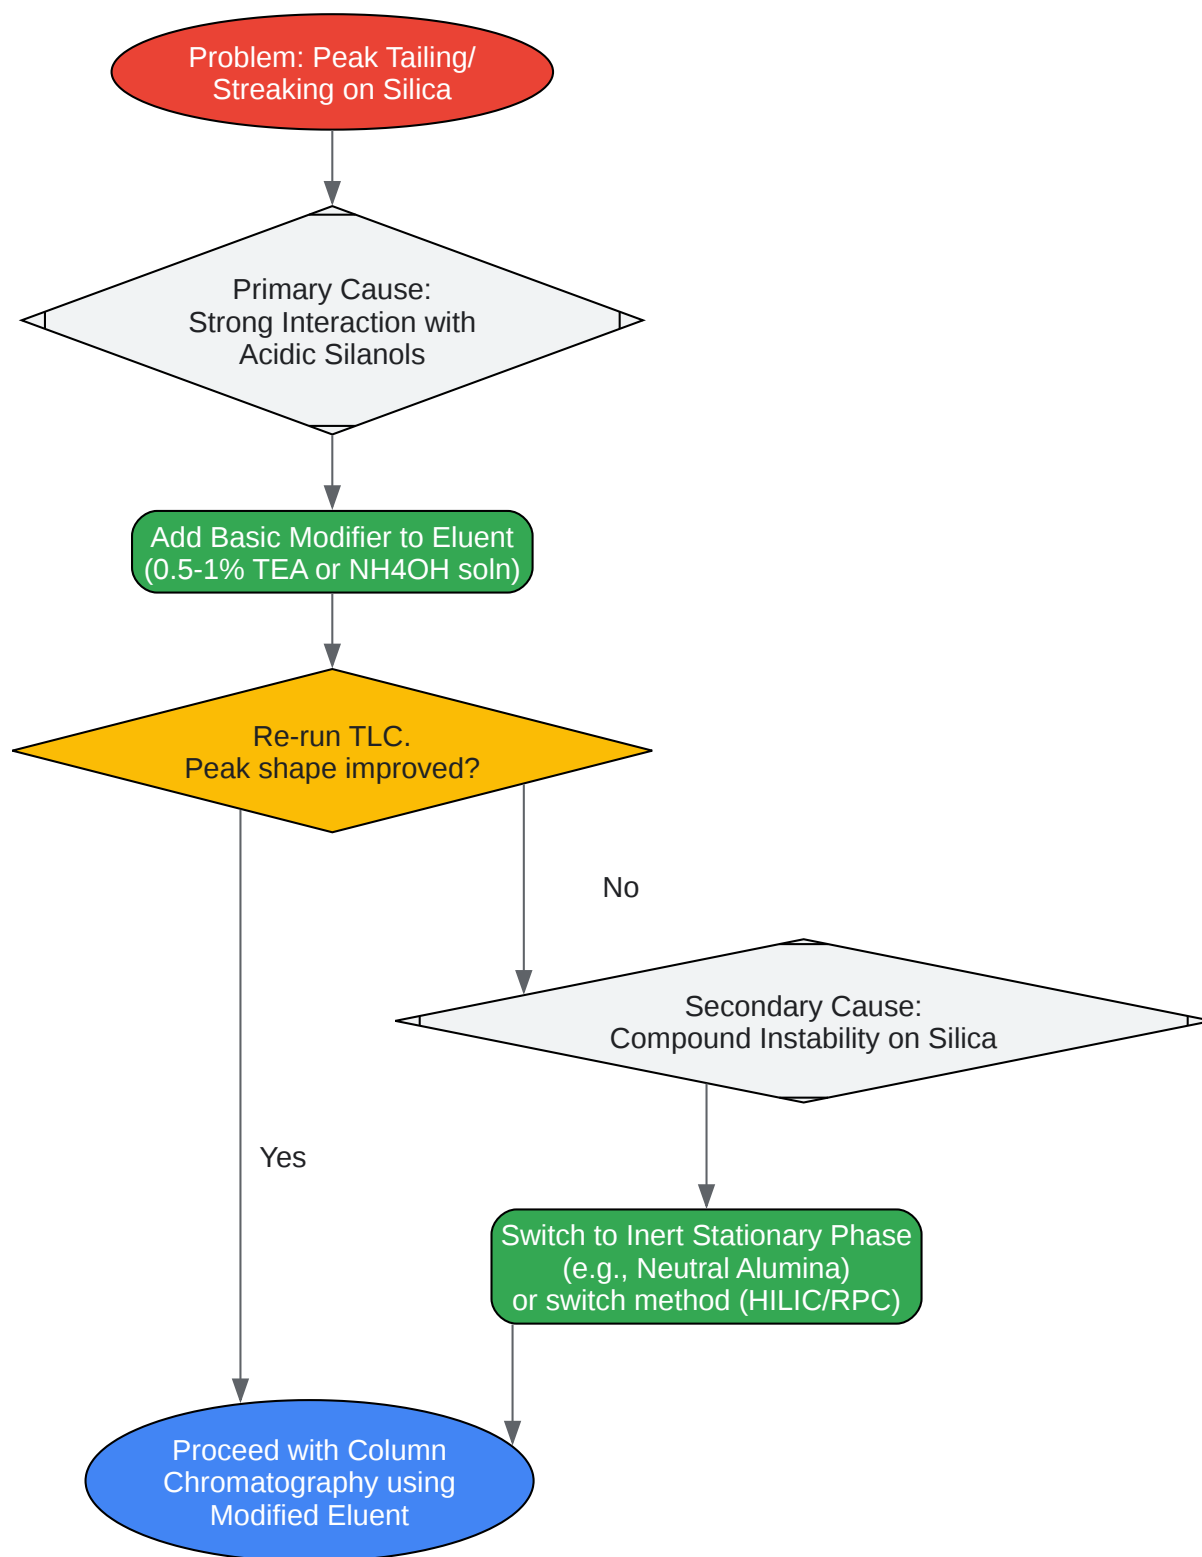 Problem: Peak Tailing/
Streaking on Silica
Primary Cause:
Strong Interaction with
Acidic Silanols
Add Basic Modifier to Eluent
(0.5-1% TEA or NH4OH soln)
Re-run TLC.
Peak shape improved?
No
Secondary Cause:
Compound Instability on Silica
Yes
Switch to Inert Stationary Phase
(e.g., Neutral Alumina)
or switch method (HILIC/RPC)
Proceed with Column
Chromatography using
Modified Eluent